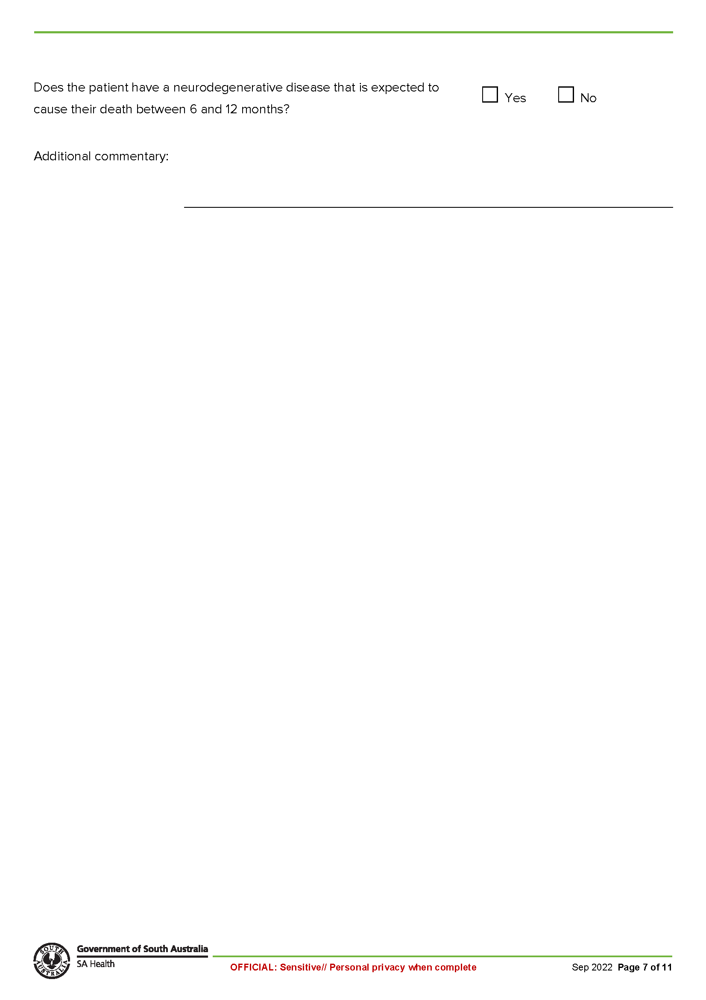 Does the patient have a neurodegenerative disease that is expected to
cause their death between 6 and 12 months?
Yes
No
Additional commentary:
SOUTH
AUSTRALIA
Government of South Australia
SA Health
OFFICIAL: Sensitive// Personal privacy when complete
Sep 2022 Page 7 of 11